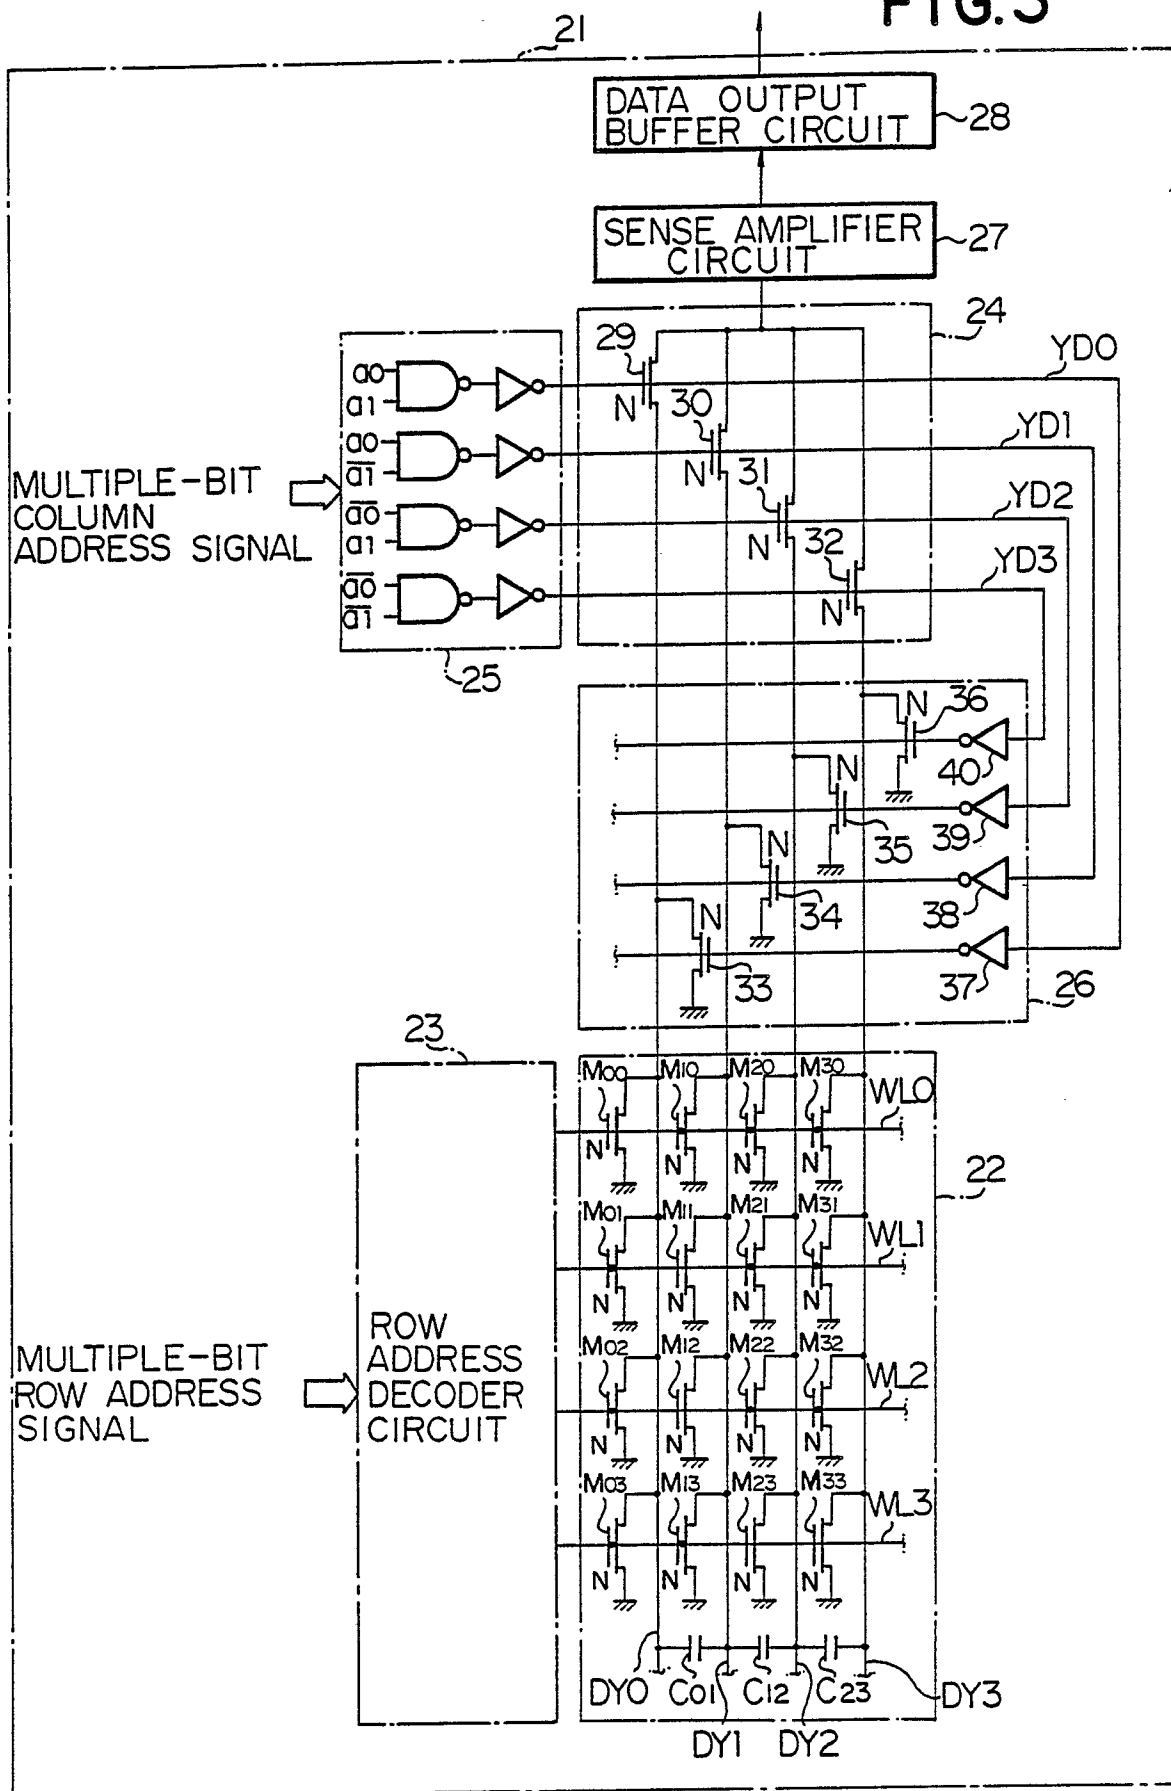 FIG.3
21
DATA OUTPUT
BUFFER CIRCUIT
28
SENSE AMPLIFIER
CIRCUIT
27
24
29
YD0
a0
a1
N
30
YD1
a0
a1̅
N
31
MULTIPLE-BIT
COLUMN
ADDRESS SIGNAL
YD2
a0̅
a1
N
32
YD3
a0̅
a1̅
N
25
N
36
40
N
35
39
N
34
38
N
33
37
26
23
M00
M10
M20
M30
WL0
N
N
N
N
22
M01
M11
M21
M31
WL1
N
N
N
N
MULTIPLE-BIT
ROW ADDRESS
SIGNAL
ROW
ADDRESS
DECODER
CIRCUIT
M02
M12
M22
M32
WL2
N
N
N
N
M03
M13
M23
M33
WL3
N
N
N
N
DY0
C01
C12
C23
DY3
DY1
DY2